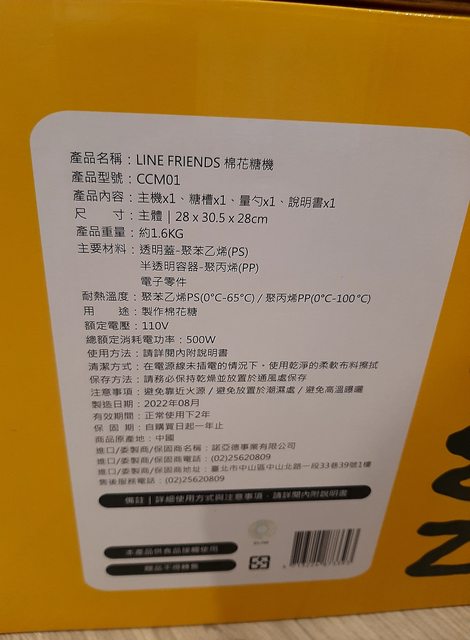 產品名稱：LINE FRIENDS 棉花糖機
產品型號：CCM01
產品內容：主機x1、糖槽x1、量勺x1、說明書x1
尺　　寸：主體 | 28 x 30.5 x 28cm
產品重量：約1.6KG
主要材料：透明蓋-聚苯乙烯(PS)
半透明容器-聚丙烯(PP)
電子零件
耐熱溫度：聚苯乙烯PS(0°C-65°C) / 聚丙烯PP(0°C-100°C)
用　　途：製作棉花糖
額定電壓：110V
總額定消耗電功率：500W
使用方法：請詳閱內附說明書
清潔方式：在電源線未插電的情況下，使用乾淨的柔軟布料擦拭
保存方法：請務必保持乾燥並放置於通風處保存
注意事項：避免靠近火源 / 避免放置於潮濕處 / 避免高溫曝曬
製造日期：2022年08月
有效期間：正常使用下2年
保 固 期：自購買日起一年止
商品原產地：中國
進口/委製商/保固商名稱：諾亞德事業有限公司
進口/委製商/保固商電話：(02)25620809
進口/委製商/保固商地址：臺北市中山區中山北路一段33巷39號1樓
售後服務電話：(02)25620809
備註 | 詳細使用方式與注意事項，請詳閱內附說明書
本產品供食品接觸使用
贈品不得轉售